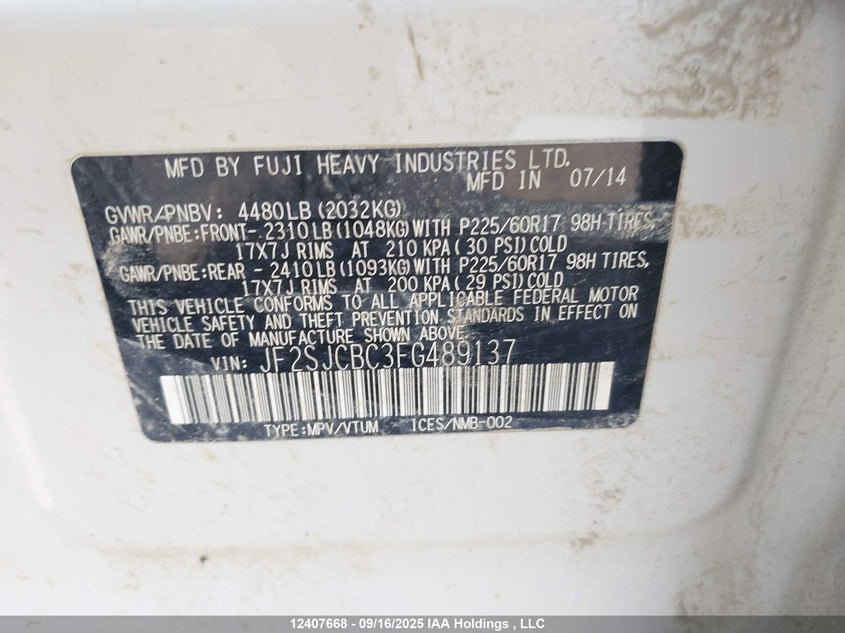 MFD BY FUJI HEAVY INDUSTRIES LTD.
MFD IN 07/14
GVWR/PNBV: 4480LB (2032KG)
GAWR/PNBE:FRONT- 2310LB (1048KG) WITH P225/60R17 98H TIRES,
17X7J RIMS AT 210 KPA (30 PSI) COLD
GAWR/PNBE:REAR - 2410LB (1093KG) WITH P225/60R17 98H TIRES,
17X7J RIMS AT 200 KPA (29 PSI) COLD
THIS VEHICLE CONFORMS TO ALL APPLICABLE FEDERAL MOTOR
VEHICLE SAFETY AND THEFT PREVENTION STANDARDS IN EFFECT ON
THE DATE OF MANUFACTURE SHOWN ABOVE.
VIN: JF2SJCBC3FG489137
TYPE:MPV/VTUM ICES/NMB-002
12407668 - 09/16/2025 IAA Holdings , LLC